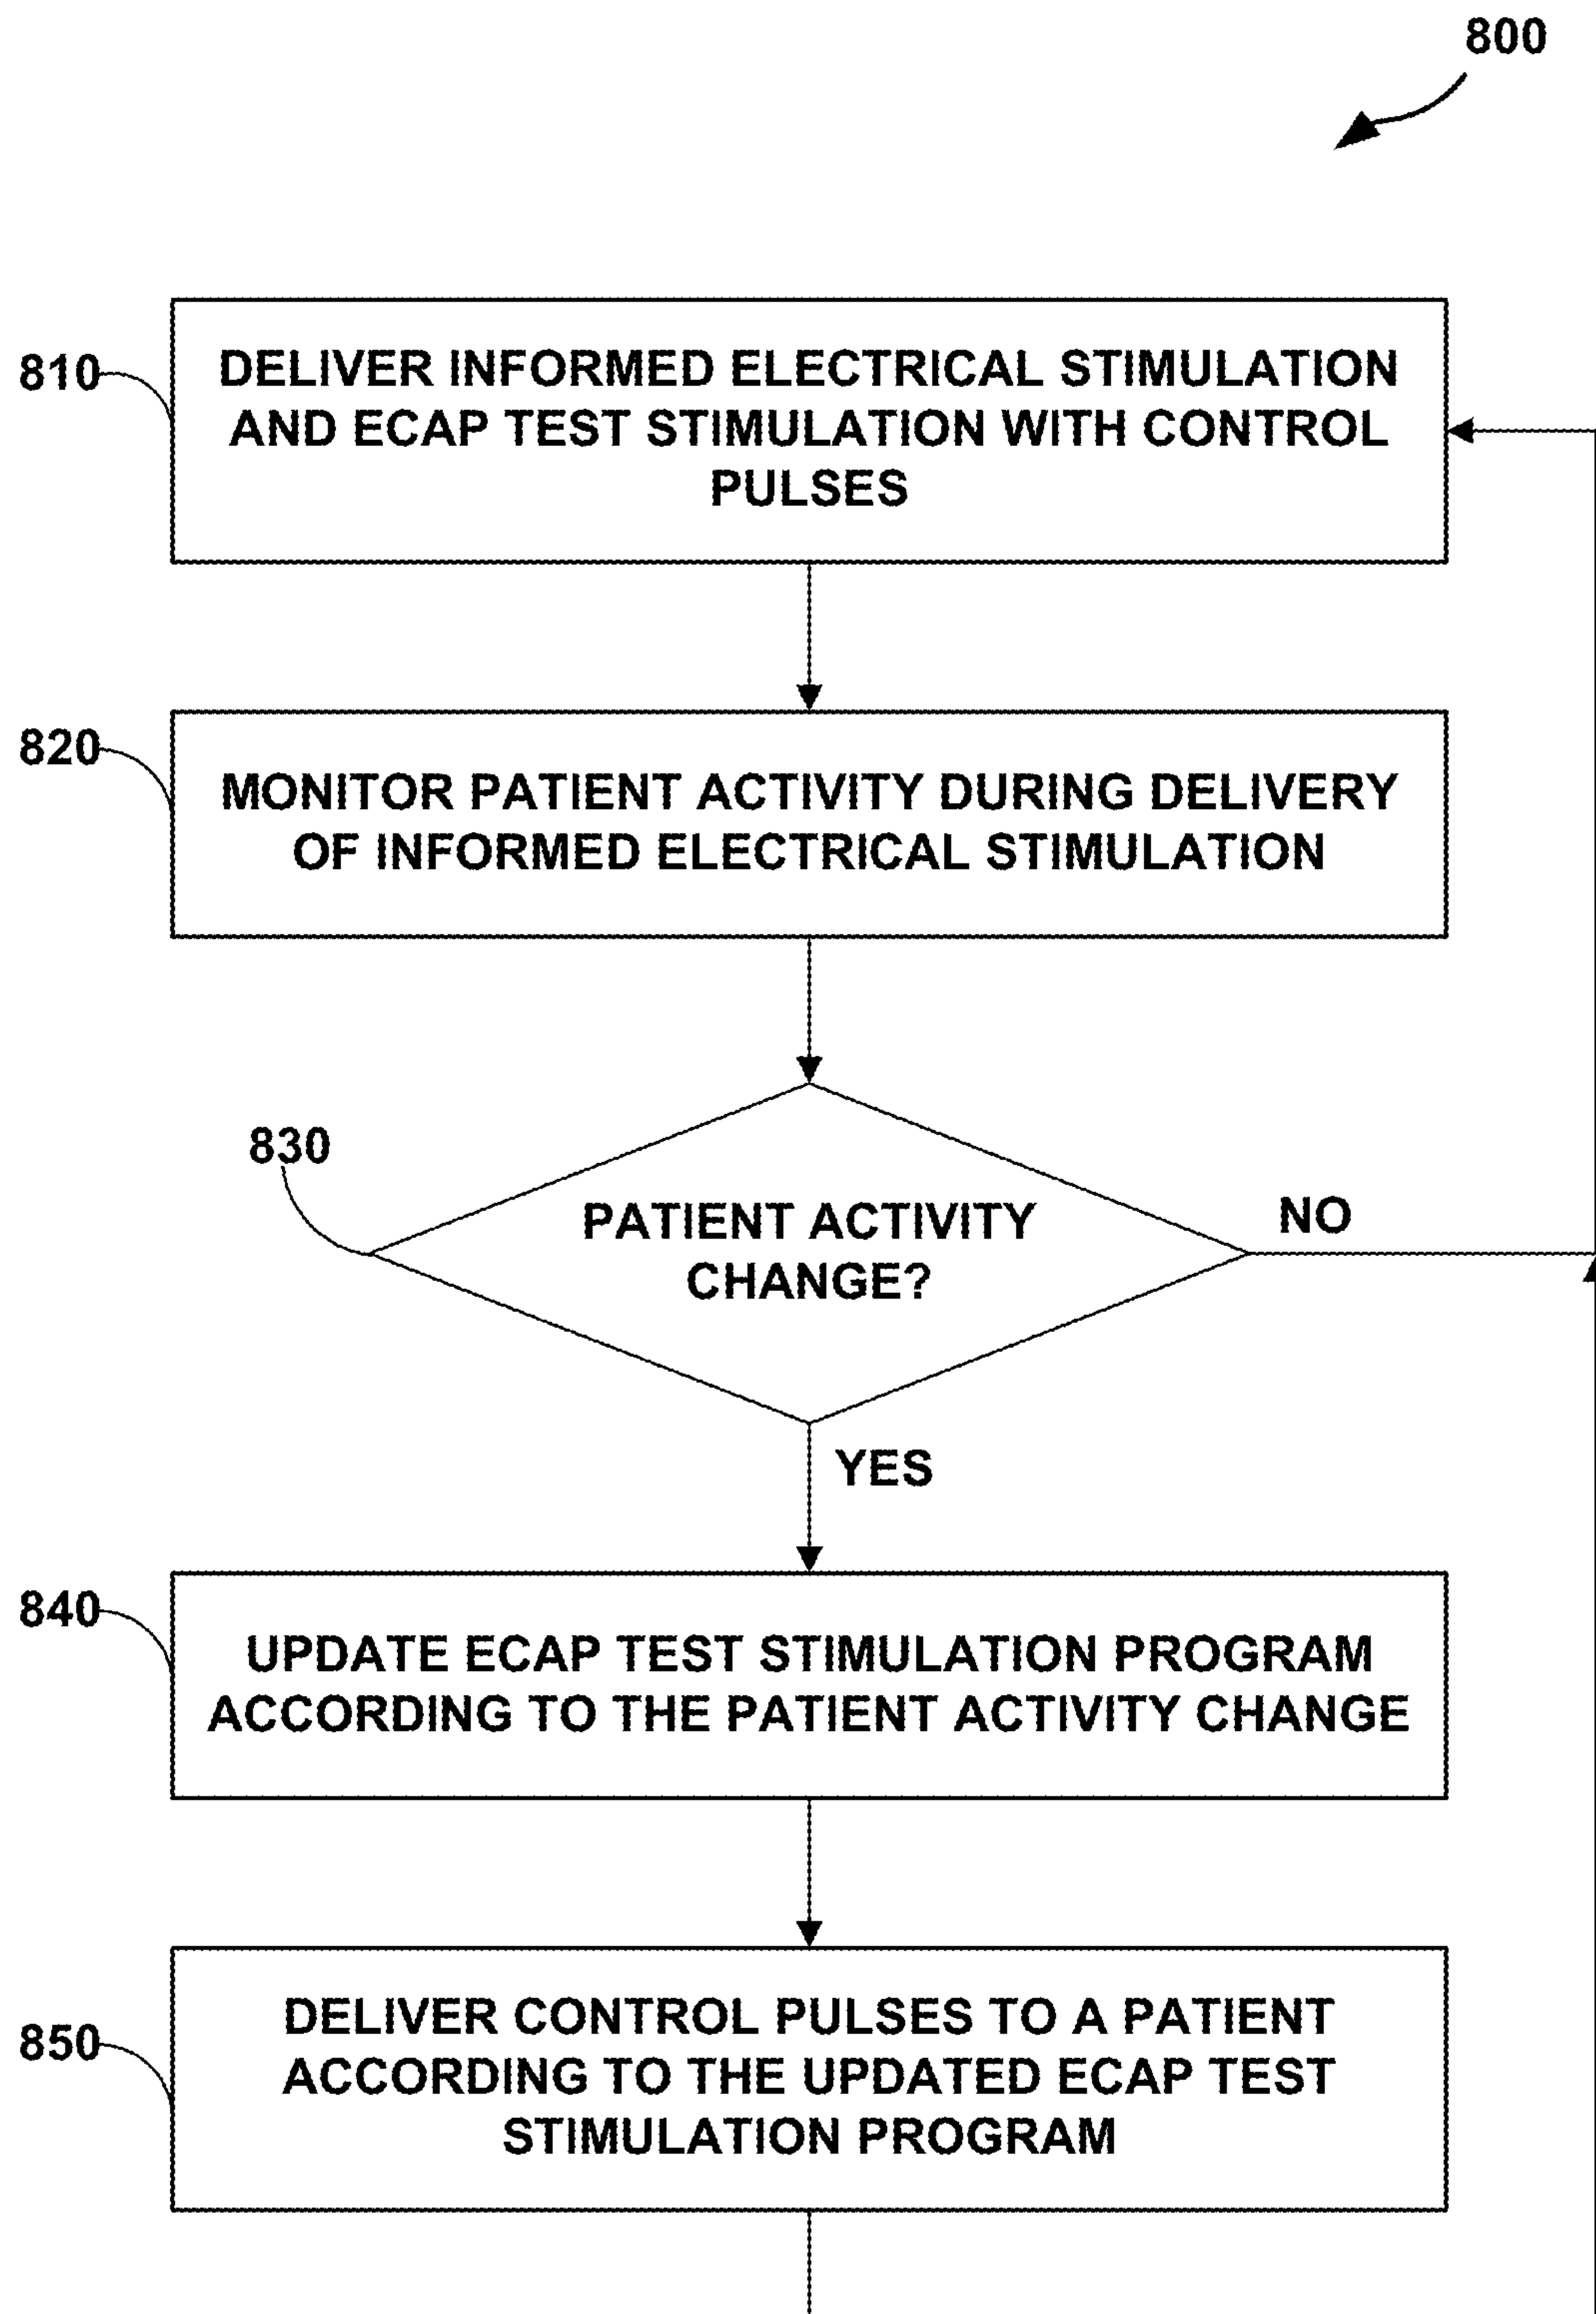 800
810
DELIVER INFORMED ELECTRICAL STIMULATION
AND ECAP TEST STIMULATION WITH CONTROL
PULSES
820
MONITOR PATIENT ACTIVITY DURING DELIVERY
OF INFORMED ELECTRICAL STIMULATION
830
PATIENT ACTIVITY
CHANGE?
NO
YES
840
UPDATE ECAP TEST STIMULATION PROGRAM
ACCORDING TO THE PATIENT ACTIVITY CHANGE
850
DELIVER CONTROL PULSES TO A PATIENT
ACCORDING TO THE UPDATED ECAP TEST
STIMULATION PROGRAM